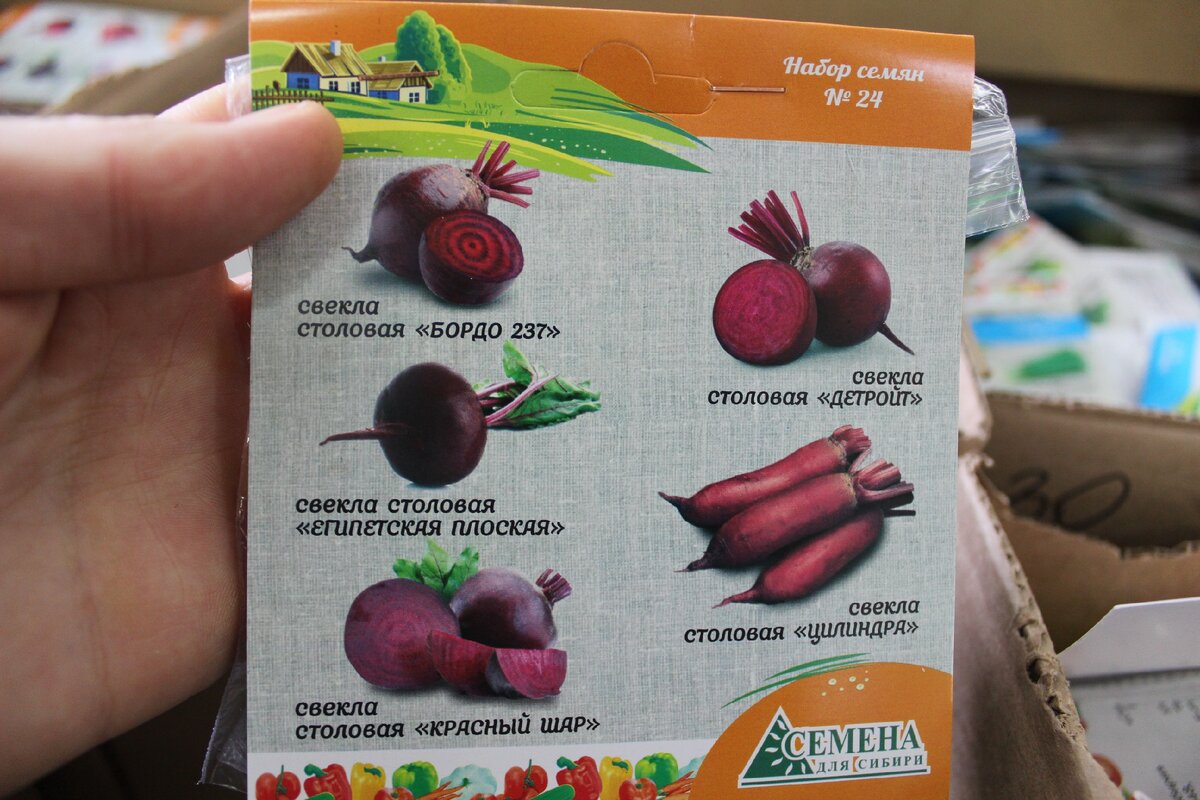 Набор семян
№ 24
свекла
столовая «БОРДО 237»
свекла
столовая «ДЕТРОЙТ»
свекла столовая
«ЕГИПЕТСКАЯ ПЛОСКАЯ»
свекла
столовая «ЦИЛИНДРА»
свекла
столовая «КРАСНЫЙ ШАР»
СЕМЕНА
ДЛЯ СИБИРИ
30